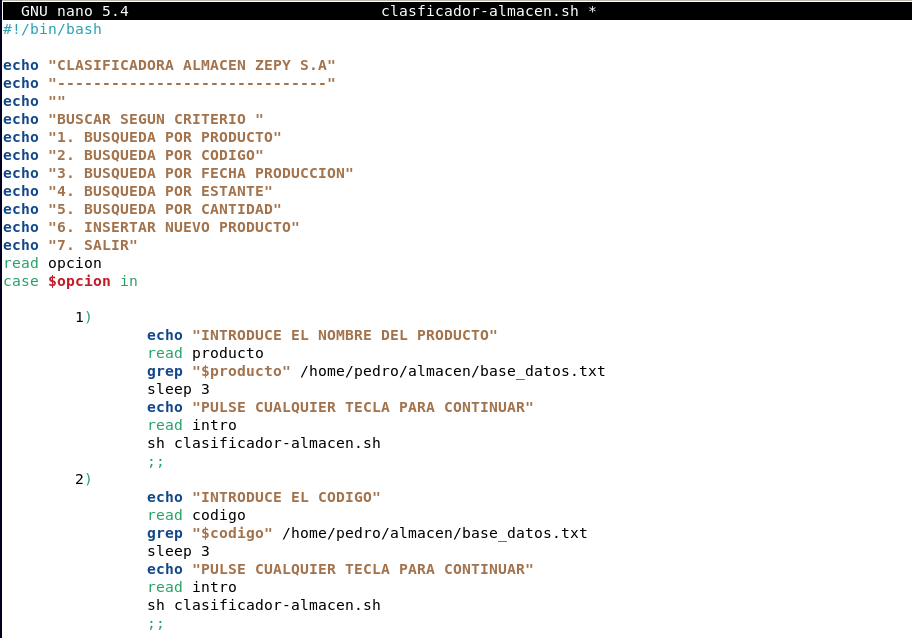 GNU nano 5.4 clasficador-almacen.sh *
#!/bin/bash
echo "CLASIFICADORA ALMACEN ZEPY S.A"
echo "------------------------------"
echo ""
echo "BUSCAR SEGUN CRITERIO "
echo "1. BUSQUEDA POR PRODUCTO"
echo "2. BUSQUEDA POR CODIGO"
echo "3. BUSQUEDA POR FECHA PRODUCCION"
echo "4. BUSQUEDA POR ESTANTE"
echo "5. BUSQUEDA POR CANTIDAD"
echo "6. INSERTAR NUEVO PRODUCTO"
echo "7. SALIR"
read opcion
case $opcion in
1)
echo "INTRODUCE EL NOMBRE DEL PRODUCTO"
read producto
grep "$producto" /home/pedro/almacen/base_datos.txt
sleep 3
echo "PULSE CUALQUIER TECLA PARA CONTINUAR"
read intro
sh clasificador-almacen.sh
;;
2)
echo "INTRODUCE EL CODIGO"
read codigo
grep "$codigo" /home/pedro/almacen/base_datos.txt
sleep 3
echo "PULSE CUALQUIER TECLA PARA CONTINUAR"
read intro
sh clasificador-almacen.sh
;;